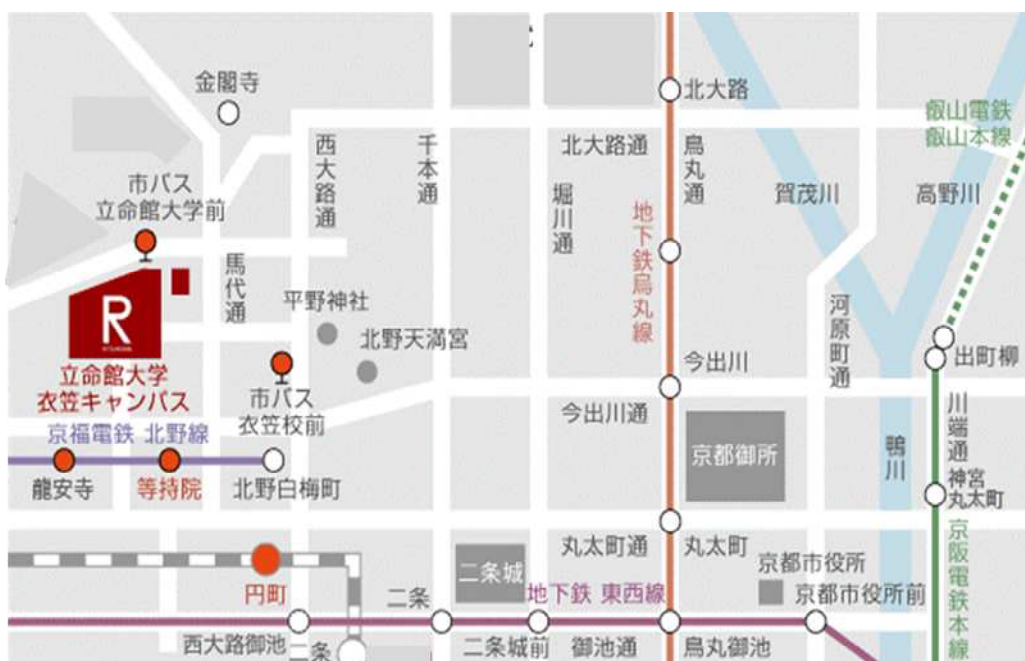 金閣寺
北大路
叡山電鉄
叡山本線
西大路通
千本通
北大路通
烏丸通
堀川通
賀茂川
高野川
市バス
立命館大学前
地下鉄烏丸線
馬代通
平野神社
北野天満宮
河原町通
R
立命館大学
衣笠キャンパス
今出川
出町柳
市バス
衣笠校前
今出川通
川端通
京福電鉄 北野線
京都御所
鴨川
龍安寺
等持院
北野白梅町
神宮
丸太町
丸太町通
丸太町
京阪電鉄本線
二条城
京都市役所
円町
二条
地下鉄 東西線
京都市役所前
西大路御池
二条
二条城前
御池通
烏丸御池